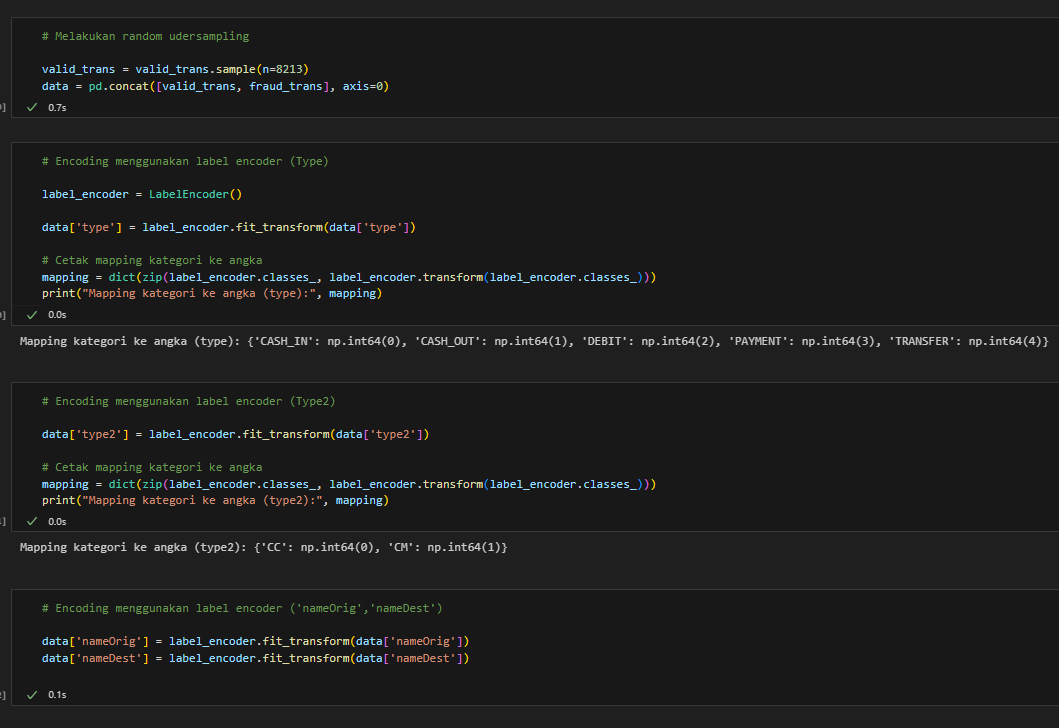 # Melakukan random udersampling
valid_trans = valid_trans.sample(n=8213)
data = pd.concat([valid_trans, fraud_trans], axis=0)
✓ 0.7s
# Encoding menggunakan label encoder (Type)
label_encoder = LabelEncoder()
data['type'] = label_encoder.fit_transform(data['type'])
# Cetak mapping kategori ke angka
mapping = dict(zip(label_encoder.classes_, label_encoder.transform(label_encoder.classes_)))
print("Mapping kategori ke angka (type):", mapping)
✓ 0.0s
Mapping kategori ke angka (type): {'CASH_IN': np.int64(0), 'CASH_OUT': np.int64(1), 'DEBIT': np.int64(2), 'PAYMENT': np.int64(3), 'TRANSFER': np.int64(4)}
# Encoding menggunakan label encoder (Type2)
data['type2'] = label_encoder.fit_transform(data['type2'])
# Cetak mapping kategori ke angka
mapping = dict(zip(label_encoder.classes_, label_encoder.transform(label_encoder.classes_)))
print("Mapping kategori ke angka (type2):", mapping)
✓ 0.0s
Mapping kategori ke angka (type2): {'CC': np.int64(0), 'CM': np.int64(1)}
# Encoding menggunakan label encoder ('nameOrig','nameDest')
data['nameOrig'] = label_encoder.fit_transform(data['nameOrig'])
data['nameDest'] = label_encoder.fit_transform(data['nameDest'])
✓ 0.1s